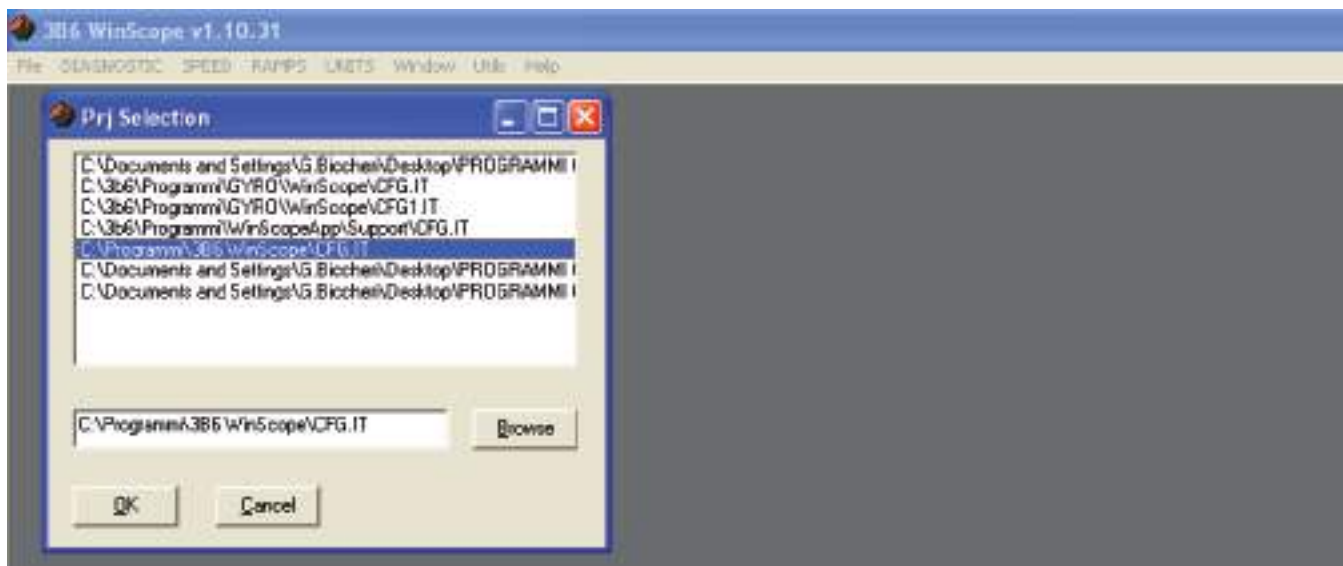 3B6 WinScope v1.10.31
File DIAGNOSTIC SPEED RAMPS UNITS Window Utils Help
Prj Selection
C:\Documents and Settings\G.Biccheri\Desktop\PROGRAMMI
C:\3b6\Programmi\GYRO\WinScope\CFG.IT
C:\3b6\Programmi\GYRO\WinScope\CFG1.IT
C:\3b6\Programmi\WinScopeApp\Support\CFG.IT
C:\Programmi\3B6 WinScope\CFG.IT
C:\Documents and Settings\G.Biccheri\Desktop\PROGRAMMI
C:\Documents and Settings\G.Biccheri\Desktop\PROGRAMMI
C:\Programmi\3B6 WinScope\CFG.IT
Browse
OK Cancel